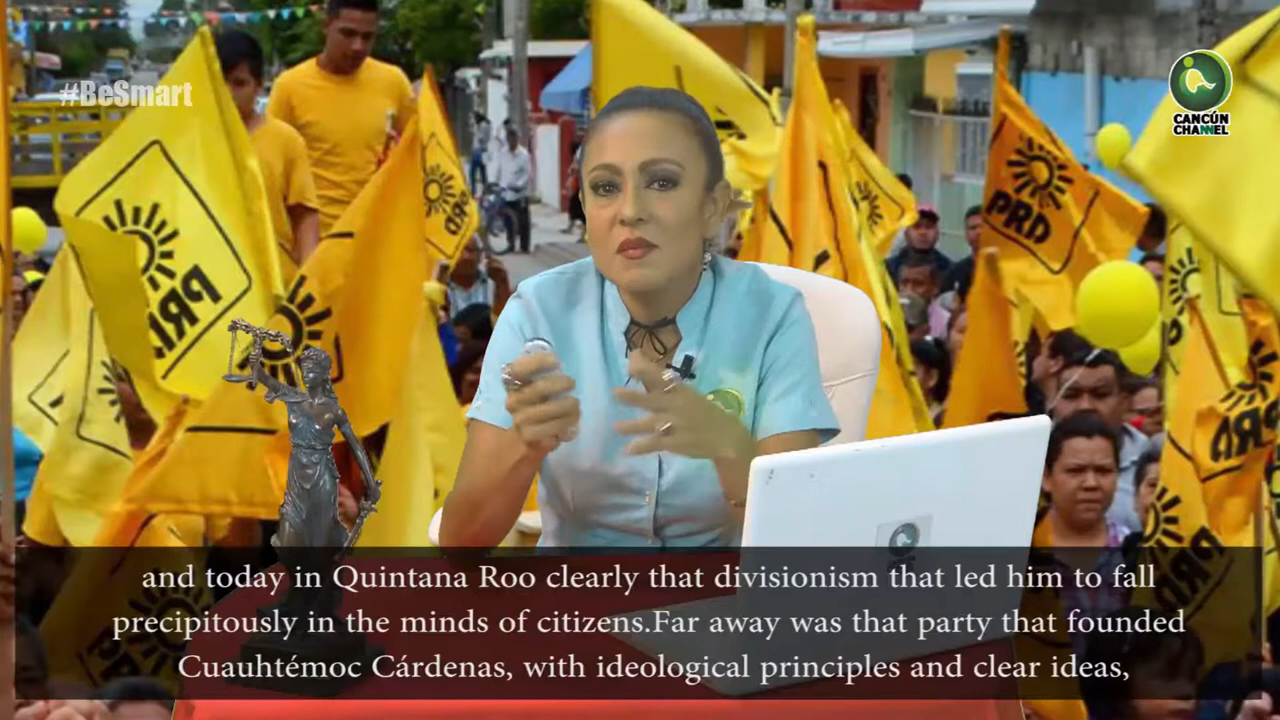 #BeSmart
CANCÚN
CHANNEL
PRD
PRD
PRD
PRD
and today in Quintana Roo clearly that divisionism that led him to fall
precipitously in the minds of citizens.Far away was that party that founded
Cuauhtémoc Cárdenas, with ideological principles and clear ideas,